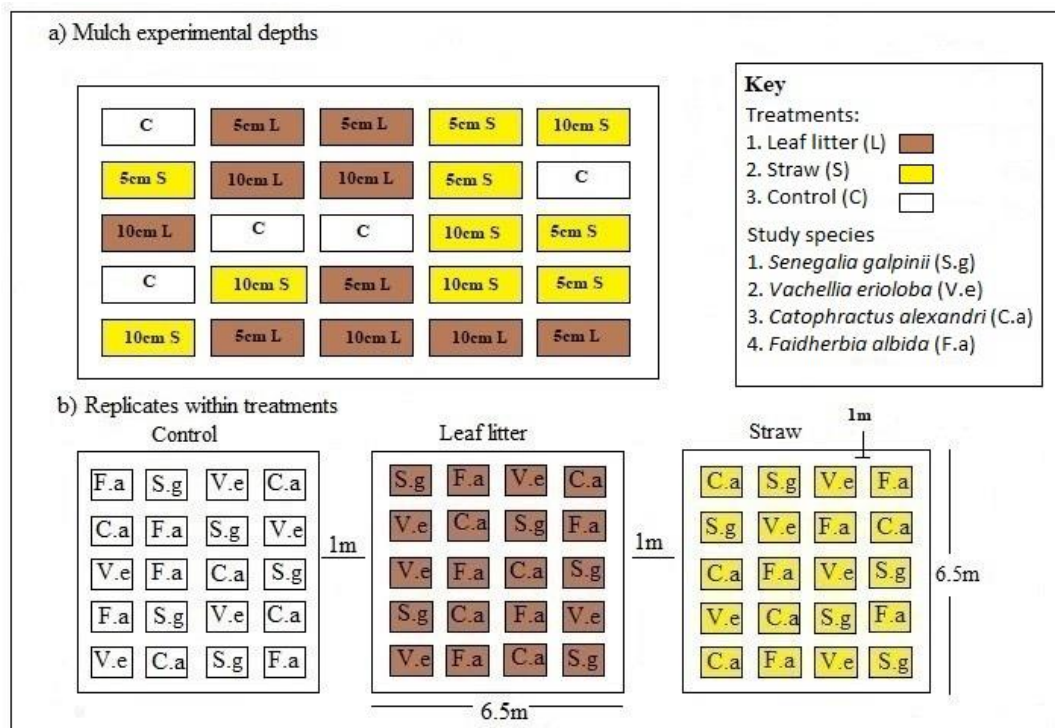 a) Mulch experimental depths
C 5cm L 5cm L 5cm S 10cm S
5cm S 10cm L 10cm L 5cm S C
10cm L C C 10cm S 5cm S
C 10cm S 5cm L 10cm S 5cm S
10cm S 5cm L 10cm L 10cm L 5cm L
Key
Treatments:
1. Leaf litter (L)
2. Straw (S)
3. Control (C)
Study species
1. Senegalia galpinii (S.g)
2. Vachellia erioloba (V.e)
3. Catophractus alexandri (C.a)
4. Faidherbia albida (F.a)
b) Replicates within treatments
Control
F.a S.g V.e C.a
C.a F.a S.g V.e
V.e F.a C.a S.g
F.a S.g V.e C.a
V.e C.a S.g F.a
1m
Leaf litter
S.g F.a V.e C.a
V.e C.a S.g F.a
V.e F.a C.a S.g
S.g C.a F.a V.e
V.e F.a C.a S.g
6.5m
1m
Straw
1m
C.a S.g V.e F.a
S.g V.e F.a C.a
C.a F.a V.e S.g
V.e C.a S.g F.a
C.a F.a V.e S.g
6.5m